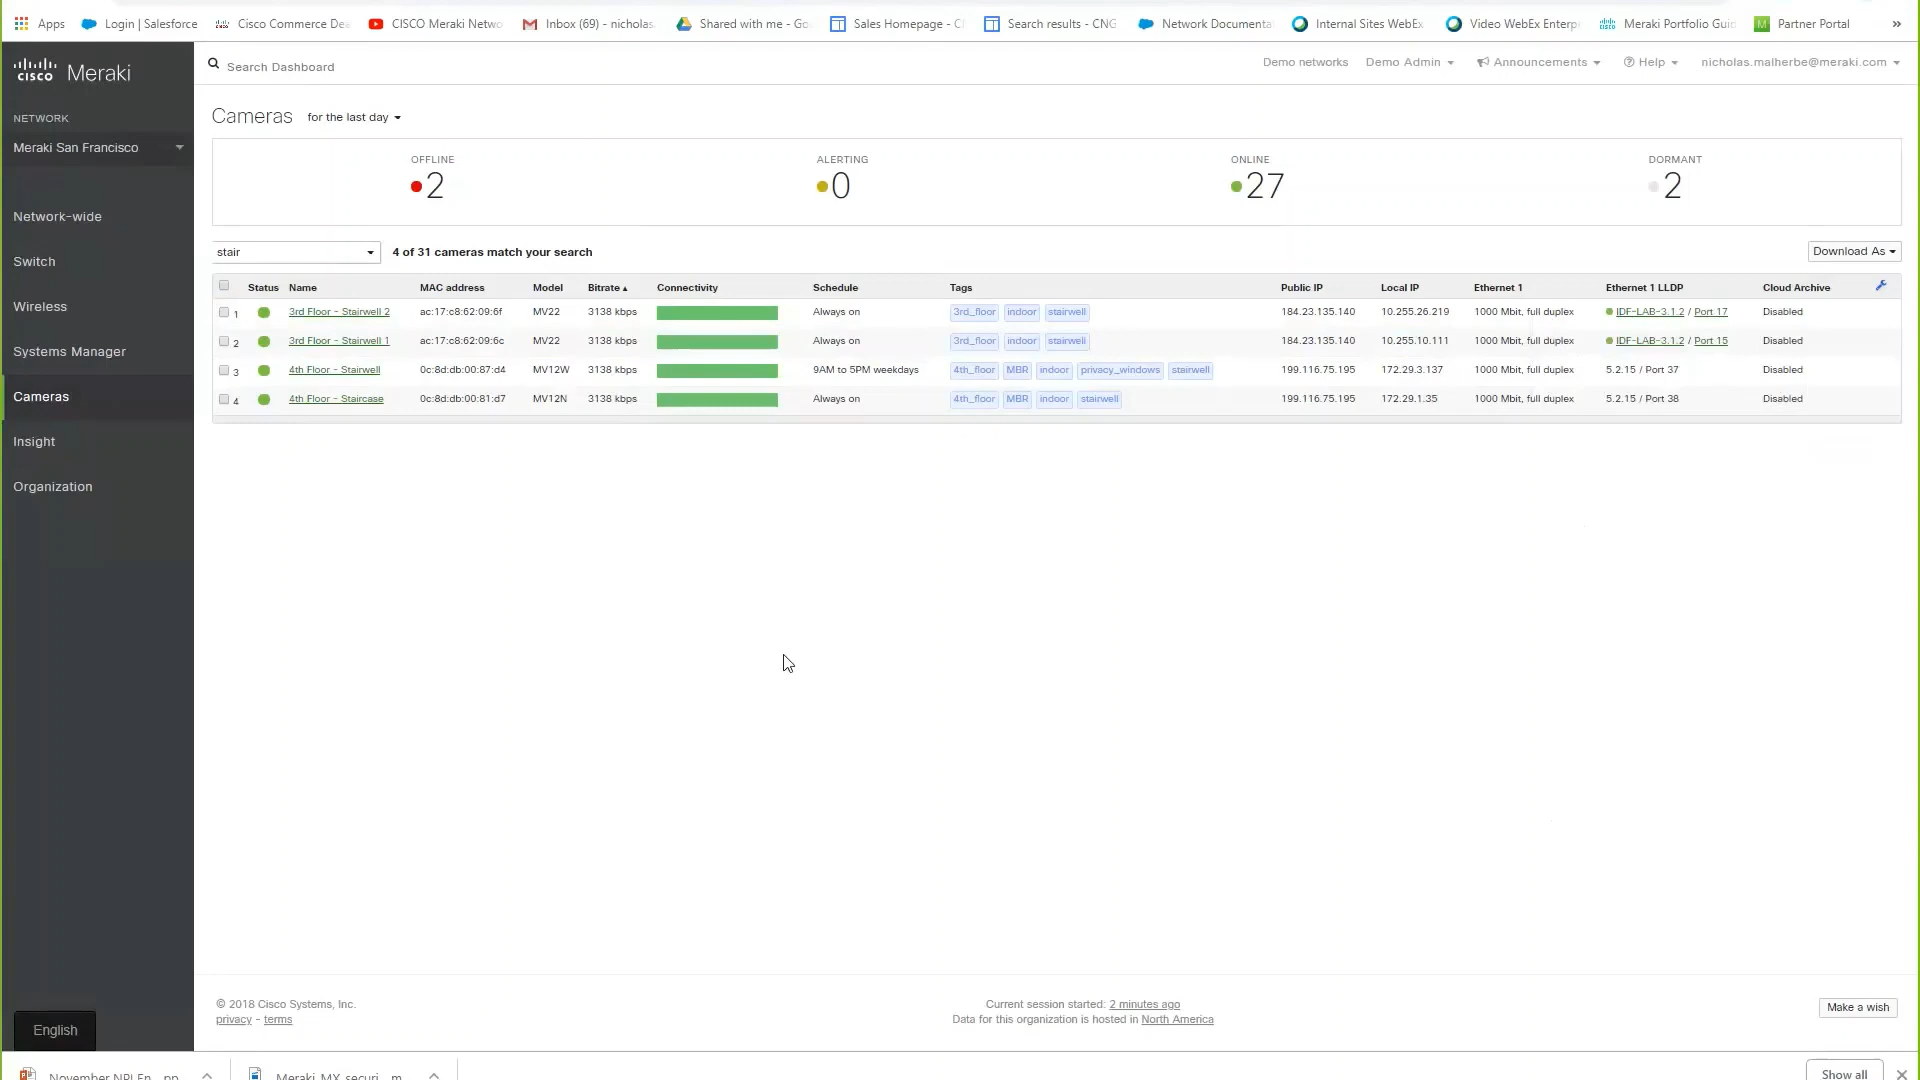 Apps Login | Salesforce Cisco Commerce De CISCO Meraki Netwo Inbox (69) - nicholas. Shared with me - Go Sales Homepage - C Search results - CNG Network Documenta Internal Sites WebEx Video WebEx Enterp Meraki Portfolio Guid Partner Portal »
cisco Meraki
Search Dashboard
Demo networks Demo Admin Announcements Help nicholas.malherbe@meraki.com
NETWORK
Meraki San Francisco
Network-wide
Switch
Wireless
Systems Manager
Cameras
Insight
Organization
English
Cameras for the last day
OFFLINE ALERTING ONLINE DORMANT
2 0 27 2
stair 4 of 31 cameras match your search Download As
Status Name MAC address Model Bitrate Connectivity Schedule Tags Public IP Local IP Ethernet 1 Ethernet 1 LLDP Cloud Archive
1 3rd Floor - Stairwell 2 ac:17:c8:62:09:6f MV22 3138 kbps Always on 3rd_floor indoor stairwell 184.23.135.140 10.255.26.219 1000 Mbit, full duplex IDF-LAB-3.1.2 / Port 17 Disabled
2 3rd Floor - Stairwell 1 ac:17:c8:62:09:6c MV22 3138 kbps Always on 3rd_floor indoor stairwell 184.23.135.140 10.255.10.111 1000 Mbit, full duplex IDF-LAB-3.1.2 / Port 15 Disabled
3 4th Floor - Stairwell 0c:8d:db:00:87:d4 MV12W 3138 kbps 9AM to 5PM weekdays 4th_floor MBR indoor privacy_windows stairwell 199.116.75.195 172.29.3.137 1000 Mbit, full duplex 5.2.15 / Port 37 Disabled
4 4th Floor - Staircase 0c:8d:db:00:81:d7 MV12N 3138 kbps Always on 4th_floor MBR indoor stairwell 199.116.75.195 172.29.1.35 1000 Mbit, full duplex 5.2.15 / Port 38 Disabled
© 2018 Cisco Systems, Inc.
privacy - terms
Current session started: 2 minutes ago
Data for this organization is hosted in North America
Make a wish
November NPI En....pp Meraki_MX_securi....m Show all